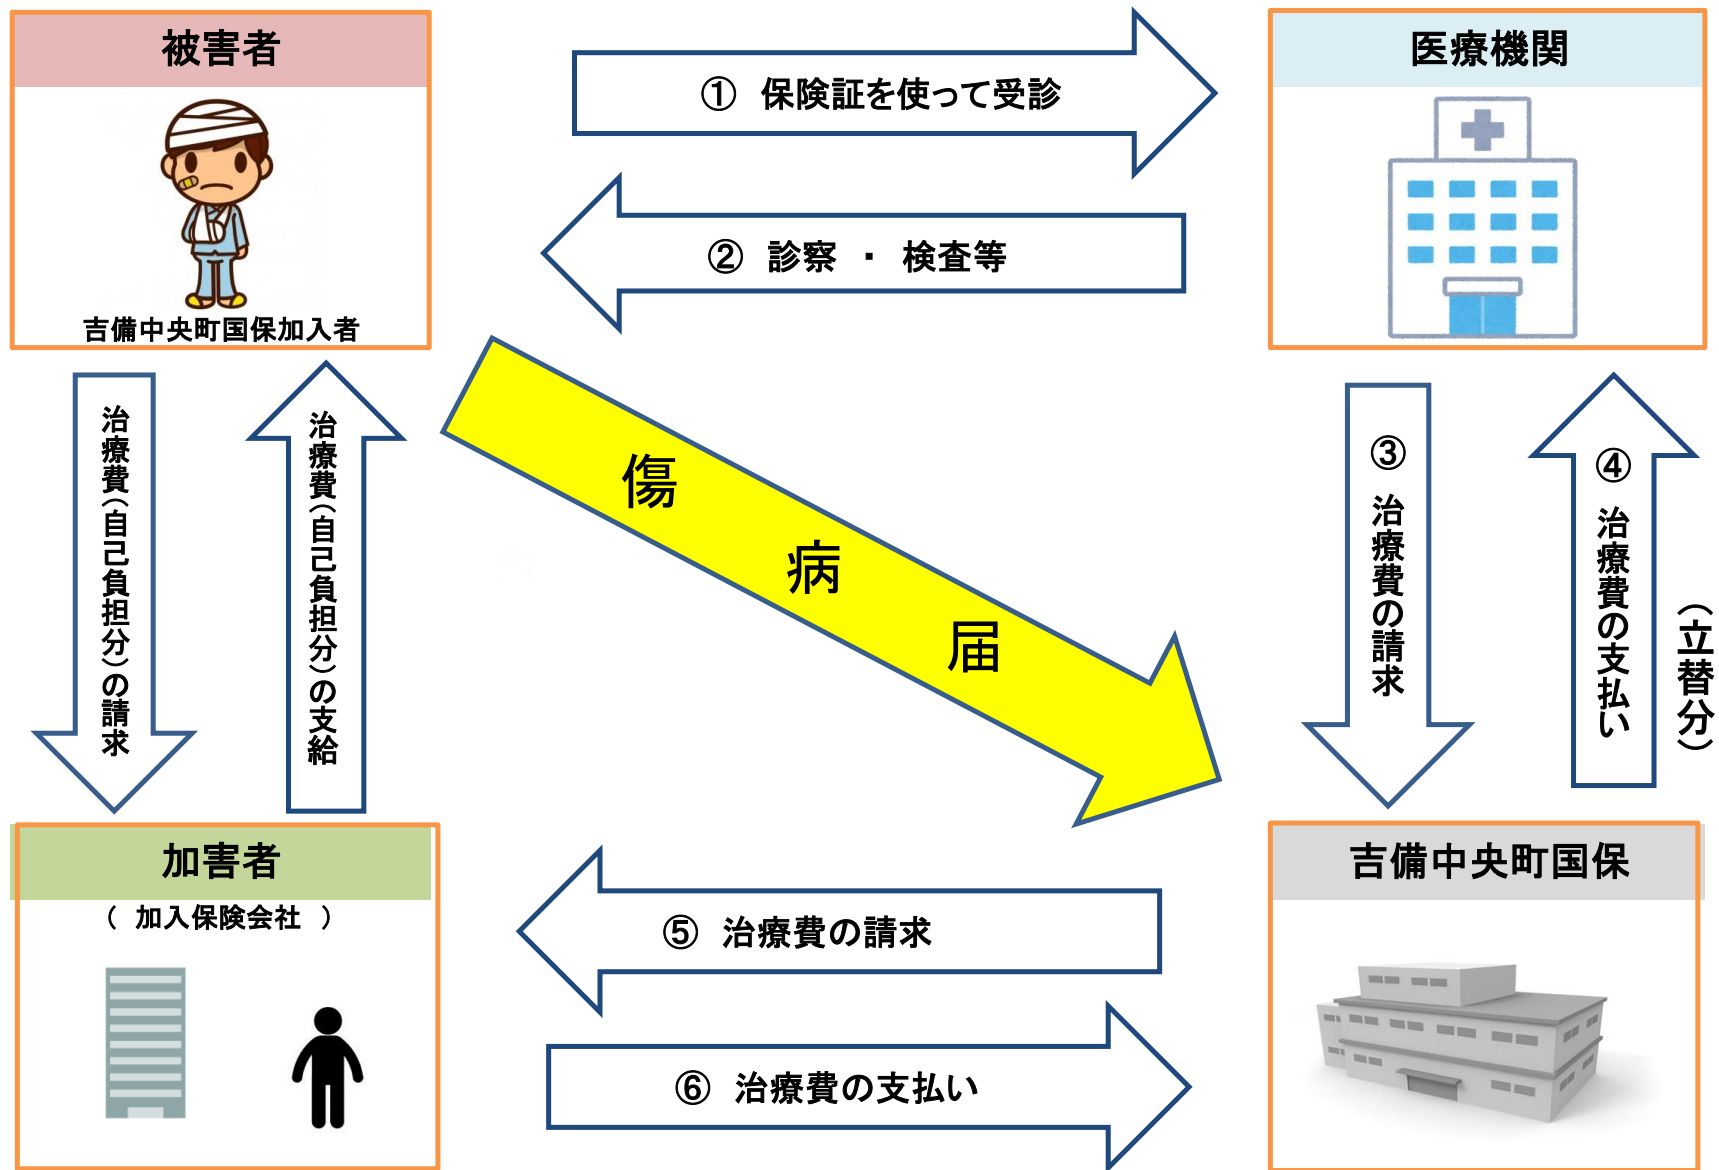 被害者
吉備中央町国保加入者
① 保険証を使って受診
医療機関
② 診察 ・ 検査等
治療費(自己負担分)の請求
治療費(自己負担分)の支給
傷病届
③ 治療費の請求
④ 治療費の支払い
(立替分)
加害者
( 加入保険会社 )
⑤ 治療費の請求
⑥ 治療費の支払い
吉備中央町国保